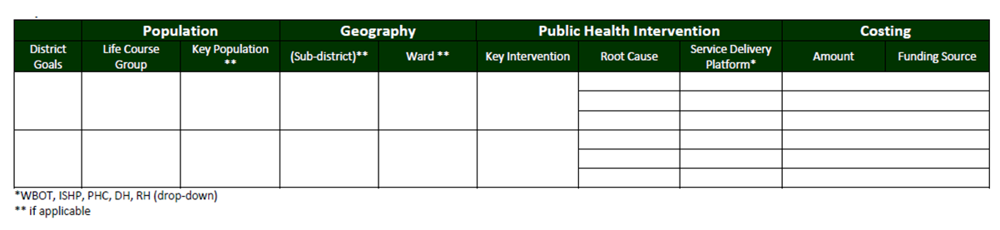 Population Geography Public Health Intervention Costing
District Goals Life Course Group Key Population ** (Sub-district)** Ward ** Key Intervention Root Cause Service Delivery Platform* Amount Funding Source
*WBOT, ISHP, PHC, DH, RH (drop-down)
** if applicable